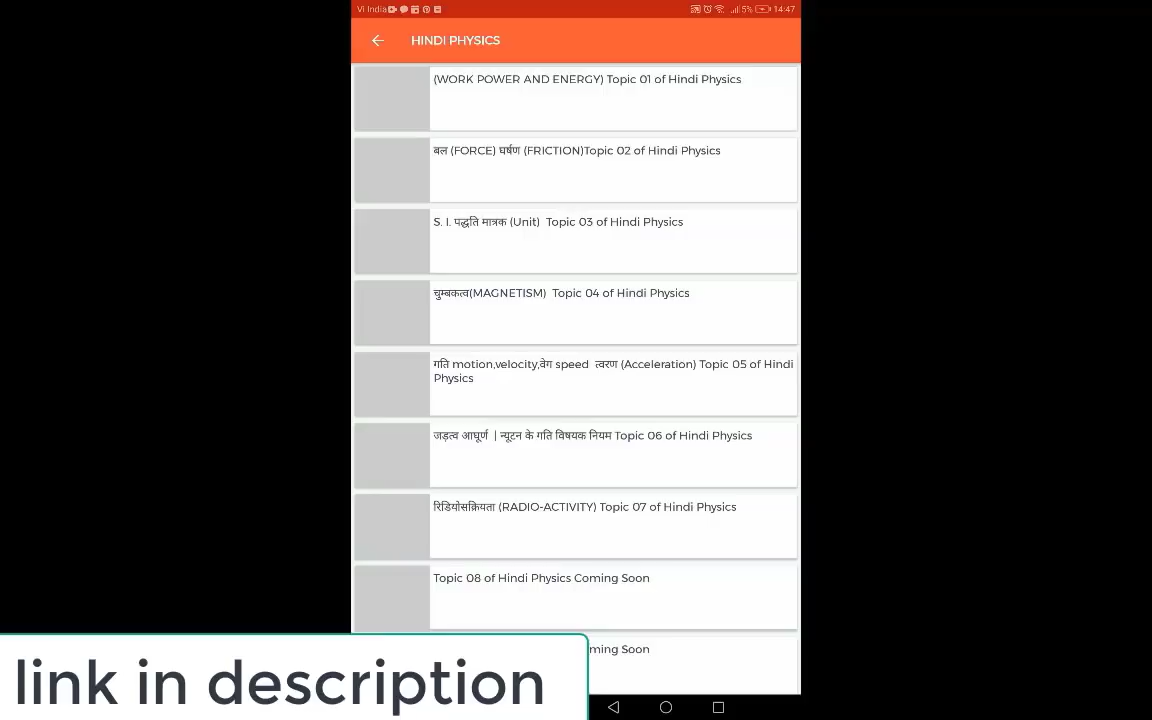 Vi India 5% 14:47
HINDI PHYSICS
(WORK POWER AND ENERGY) Topic 01 of Hindi Physics
बल (FORCE) घर्षण (FRICTION)Topic 02 of Hindi Physics
S. I. पद्धति मात्रक (Unit)  Topic 03 of Hindi Physics
चुम्बकत्व(MAGNETISM)  Topic 04 of Hindi Physics
गति motion,velocity,वेग speed  त्वरण (Acceleration) Topic 05 of Hindi
Physics
जड़त्व आघूर्ण  | न्यूटन के गति विषयक नियम Topic 06 of Hindi Physics
रिडियोसक्रियता (RADIO-ACTIVITY) Topic 07 of Hindi Physics
Topic 08 of Hindi Physics Coming Soon
Soon
link in description